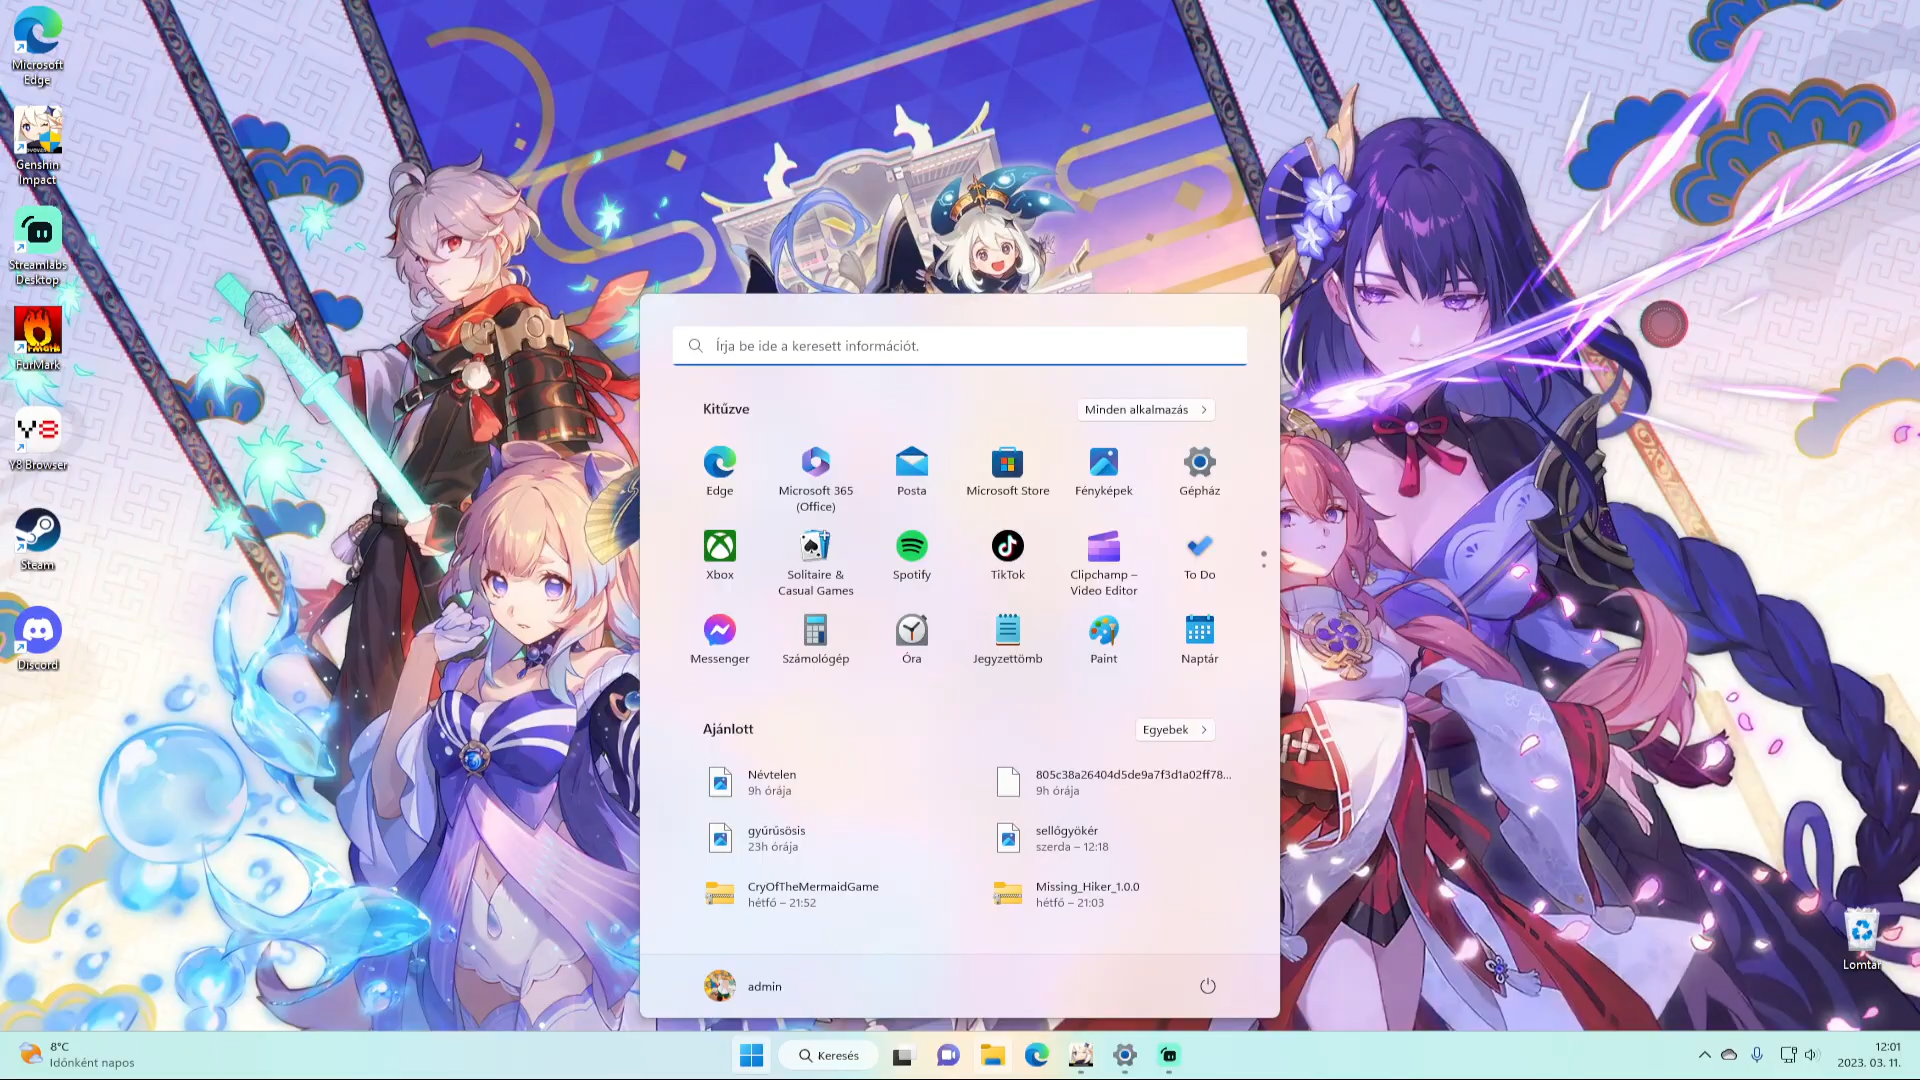 Microsoft
Edge
Genshin
Impact
Streamlabs
Desktop
FurMark
Y8 Browser
Steam
Discord
Írja be ide a keresett információt.
Kitűzve
Minden alkalmazás
Edge
Microsoft 365
(Office)
Posta
Microsoft Store
Fényképek
Gépház
Xbox
Solitaire &
Casual Games
Spotify
TikTok
Clipchamp –
Video Editor
To Do
Messenger
Számológép
Óra
Jegyzettömb
Paint
Naptár
Ajánlott
Egyebek
Névtelen
9h órája
805c38a26404d5de9a7f3d1a02ff78...
9h órája
gyűrűsösis
23h órája
sellőgyökér
szerda – 12:18
CryOfTheMermaidGame
hétfő – 21:52
Missing_Hiker_1.0.0
hétfő – 21:03
admin
Lomtár
8°C
Időnként napos
Keresés
12:01
2023. 03. 11.